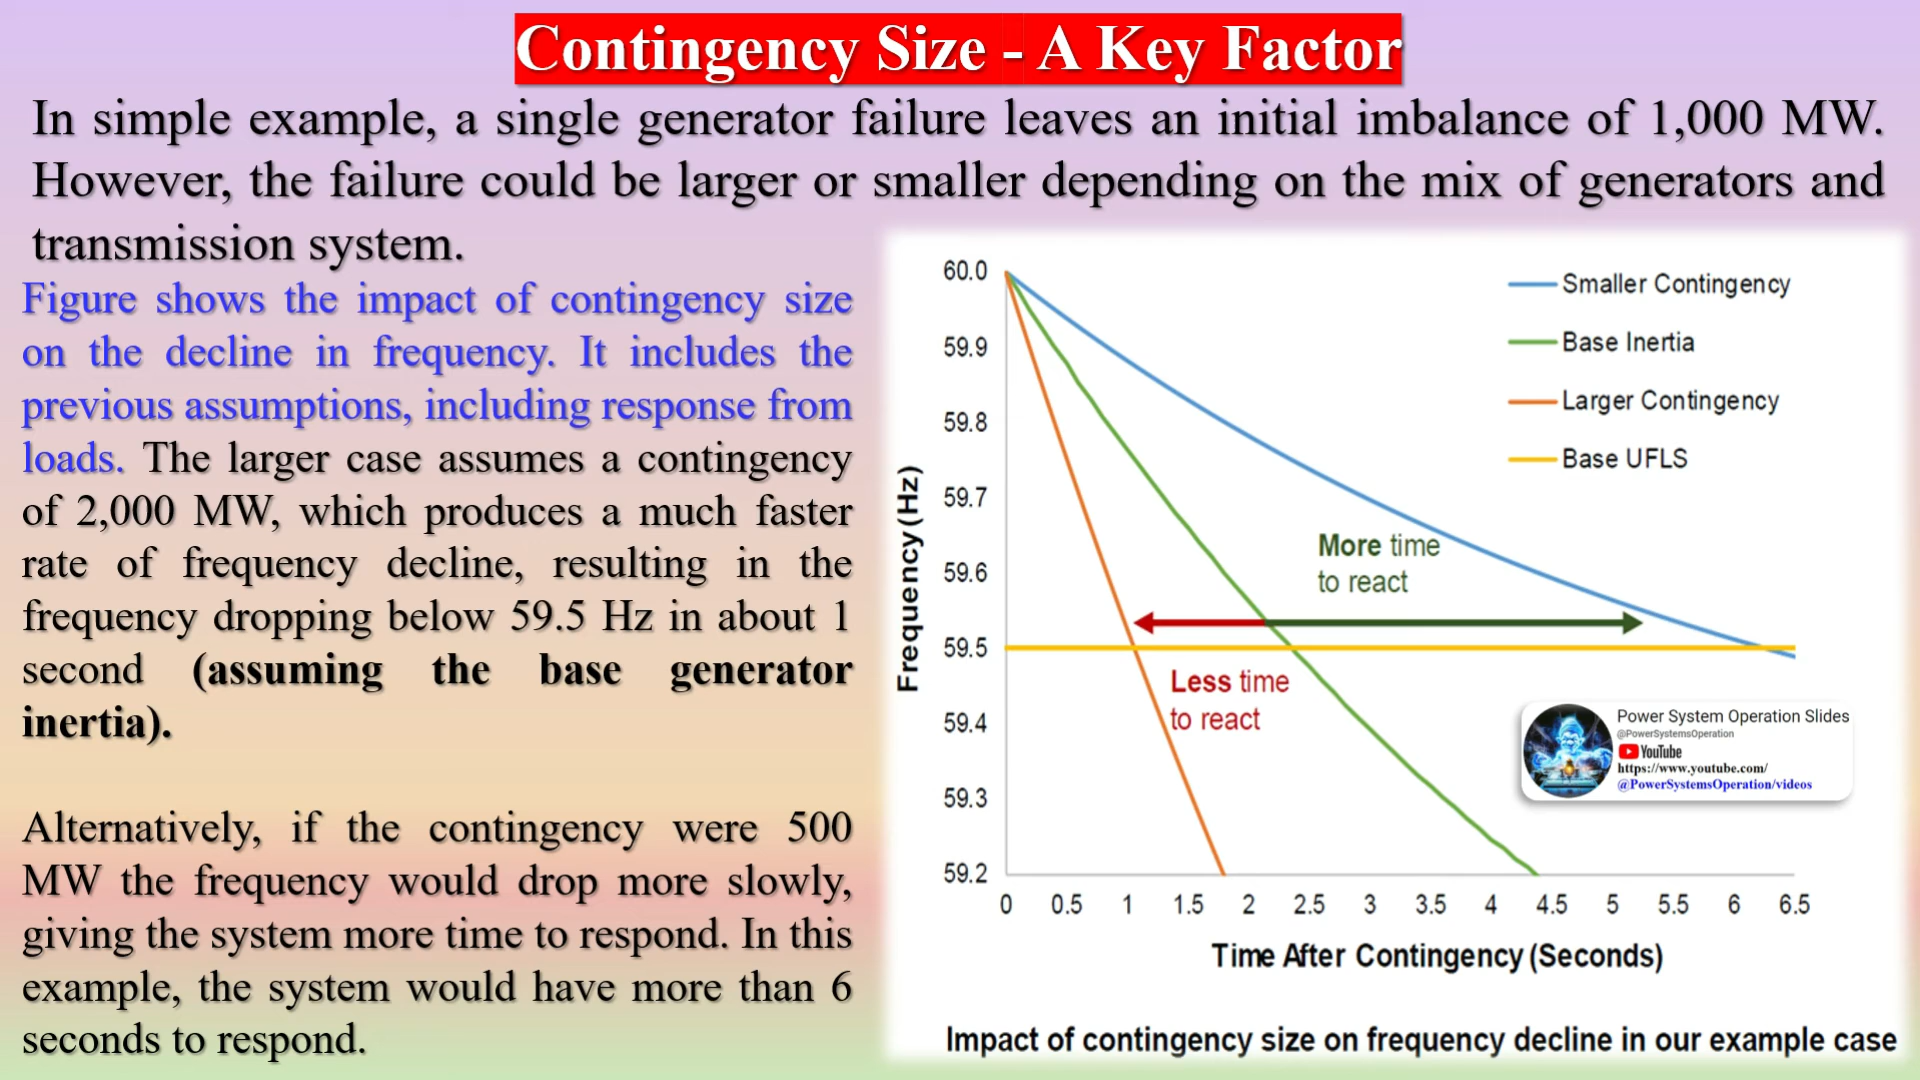 Contingency Size - A Key Factor
In simple example, a single generator failure leaves an initial imbalance of 1,000 MW.
However, the failure could be larger or smaller depending on the mix of generators and
transmission system.
Figure shows the impact of contingency size
on the decline in frequency. It includes the
previous assumptions, including response from
loads. The larger case assumes a contingency
of 2,000 MW, which produces a much faster
rate of frequency decline, resulting in the
frequency dropping below 59.5 Hz in about 1
second (assuming the base generator
inertia).
Alternatively, if the contingency were 500
MW the frequency would drop more slowly,
giving the system more time to respond. In this
example, the system would have more than 6
seconds to respond.
Frequency (Hz)
60.0
59.9
59.8
59.7
59.6
59.5
59.4
59.3
59.2
Smaller Contingency
Base Inertia
Larger Contingency
Base UFLS
More time
to react
Less time
to react
Power System Operation Slides
@PowerSystemsOperation
YouTube
https://www.youtube.com/
@PowerSystemsOperation/videos
0 0.5 1 1.5 2 2.5 3 3.5 4 4.5 5 5.5 6 6.5
Time After Contingency (Seconds)
Impact of contingency size on frequency decline in our example case